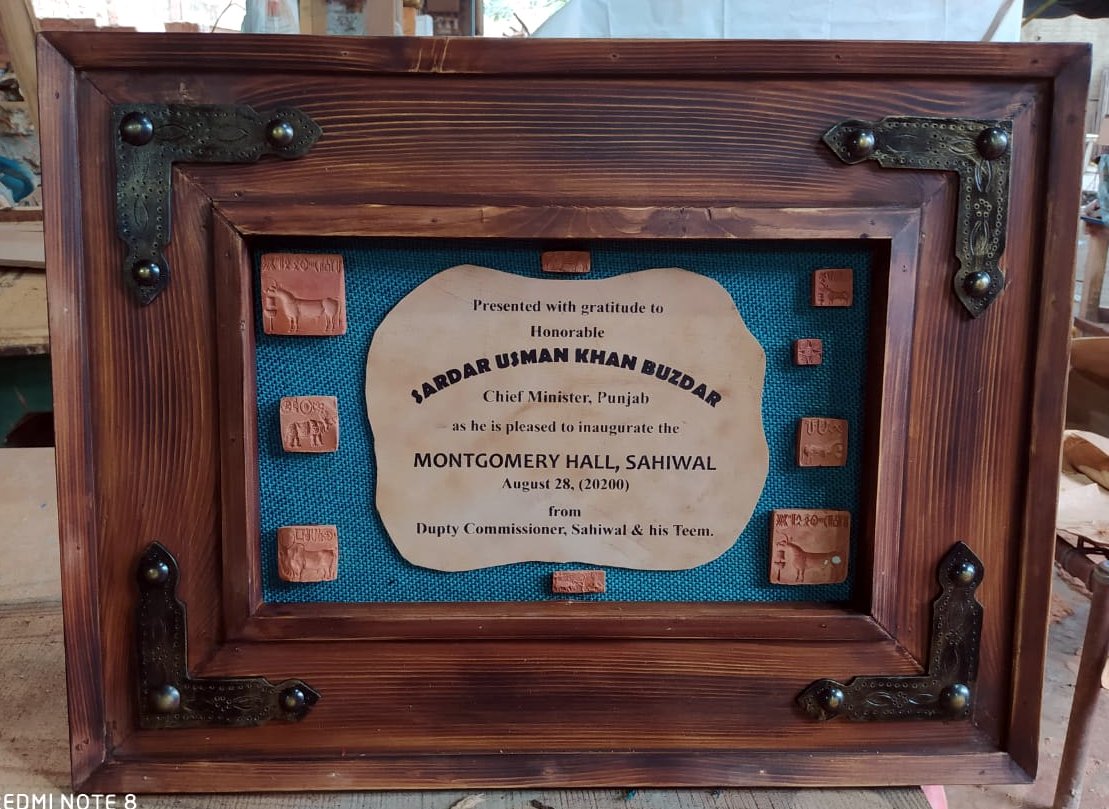 Presented with gratitude to
Honorable
SARDAR USMAN KHAN BUZDAR
Chief Minister, Punjab
as he is pleased to inaugurate the
MONTGOMERY HALL, SAHIWAL
August 28, (20200)
from
Dupty Commissioner, Sahiwal & his Teem.
EDMI NOTE 8